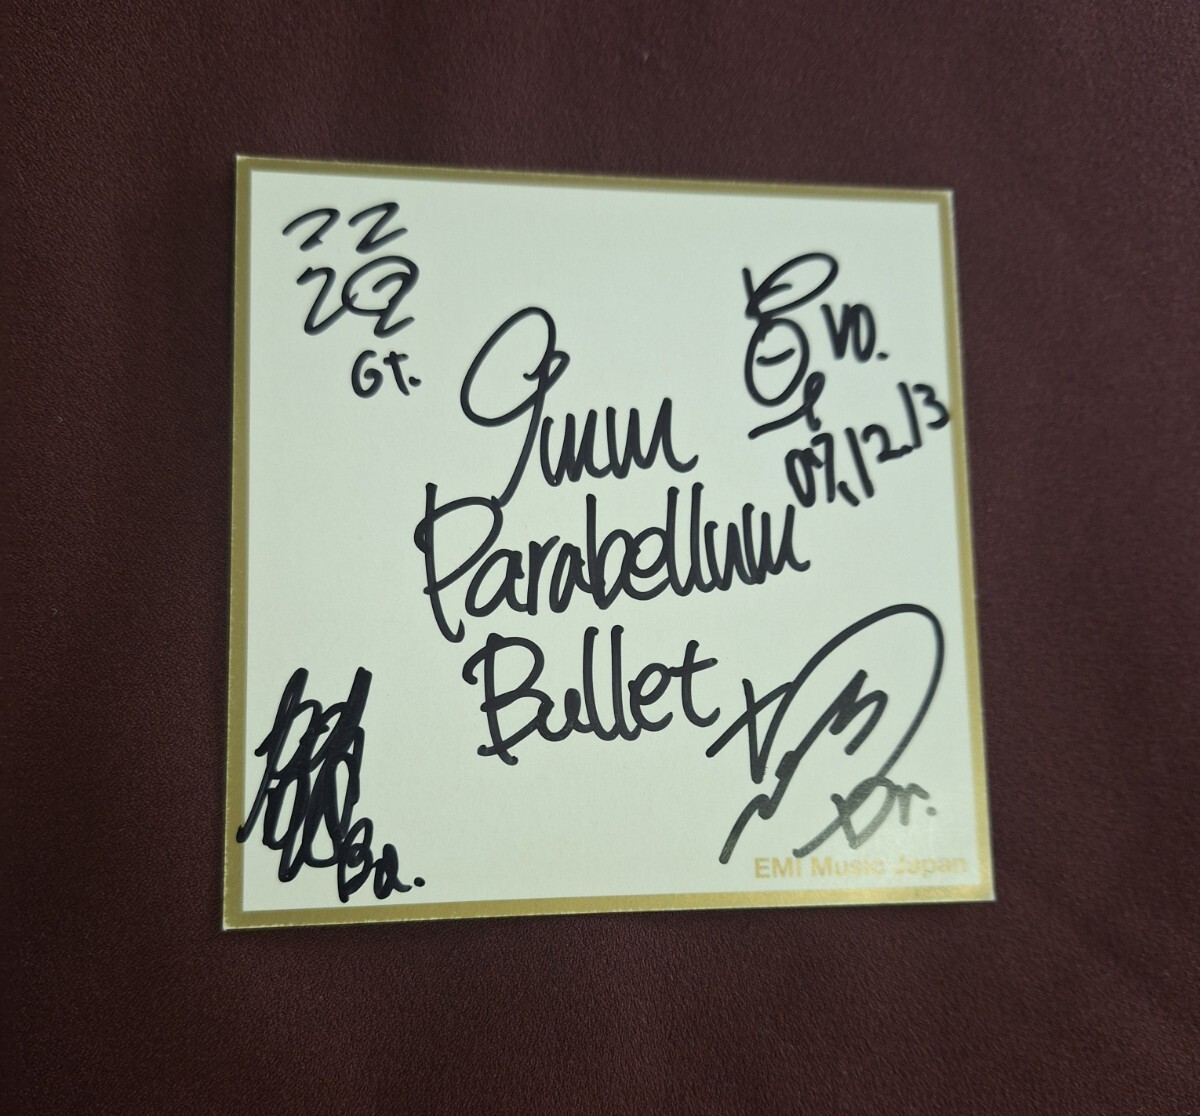 Gt.
Vo.
07.12.13
9mm
Parabellum
Bullet
Ba.
Dr.
EMI Music Japan